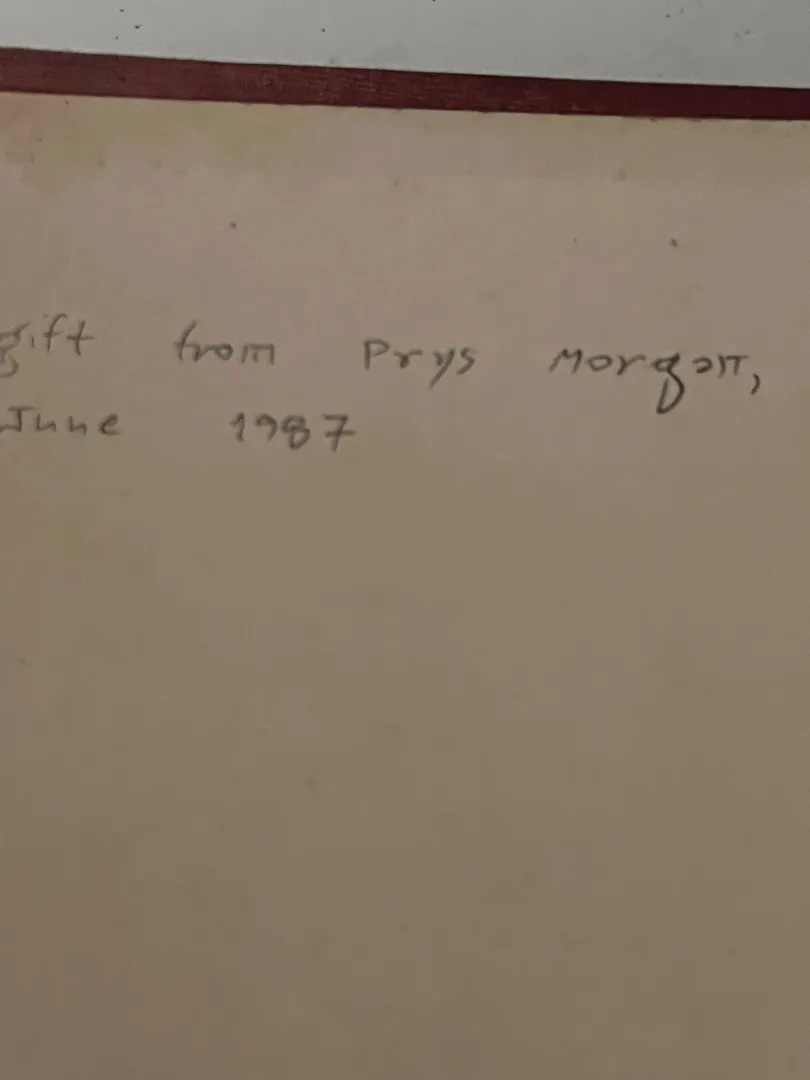 gift from Prys Morgan,
June 1987